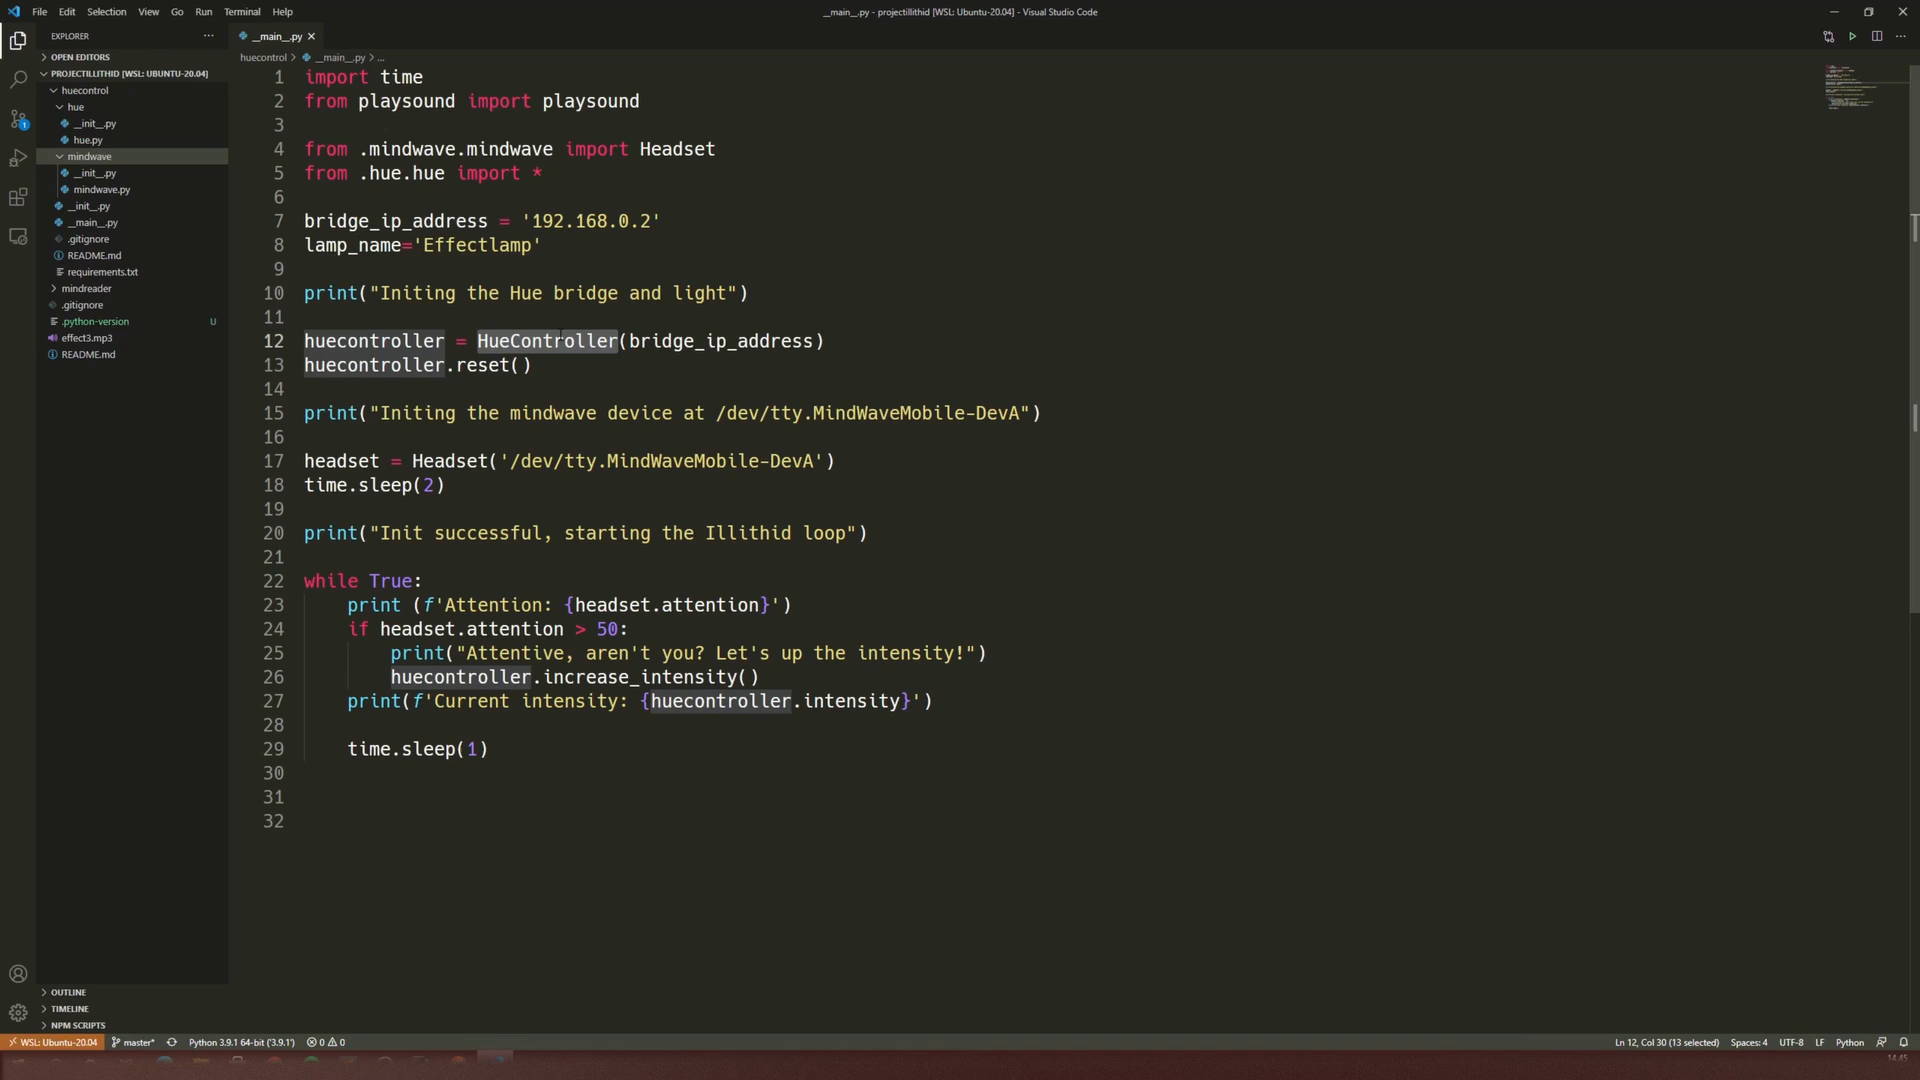 File Edit Selection View Go Run Terminal Help
__main__.py - projectillithid [WSL: Ubuntu-20.04] - Visual Studio Code
EXPLORER
OPEN EDITORS
PROJECTILLITHID [WSL: UBUNTU-20.04]
huecontrol
hue
__init__.py
hue.py
mindwave
__init__.py
mindwave.py
__init__.py
__main__.py
.gitignore
README.md
requirements.txt
mindreader
.gitignore
.python-version U
effect3.mp3
README.md
OUTLINE
TIMELINE
NPM SCRIPTS
__main__.py
huecontrol > __main__.py > ...
1 import time
2 from playsound import playsound
3
4 from .mindwave.mindwave import Headset
5 from .hue.hue import *
6
7 bridge_ip_address = '192.168.0.2'
8 lamp_name='Effectlamp'
9
10 print("Initing the Hue bridge and light")
11
12 huecontroller = HueController(bridge_ip_address)
13 huecontroller.reset()
14
15 print("Initing the mindwave device at /dev/tty.MindWaveMobile-DevA")
16
17 headset = Headset('/dev/tty.MindWaveMobile-DevA')
18 time.sleep(2)
19
20 print("Init successful, starting the Illithid loop")
21
22 while True:
23 print (f'Attention: {headset.attention}')
24 if headset.attention > 50:
25 print("Attentive, aren't you? Let's up the intensity!")
26 huecontroller.increase_intensity()
27 print(f'Current intensity: {huecontroller.intensity}')
28
29 time.sleep(1)
30
31
32
1
WSL: Ubuntu-20.04 master* Python 3.9.1 64-bit ('3.9.1') 0 0
Ln 12, Col 30 (13 selected) Spaces: 4 UTF-8 LF Python
14.45